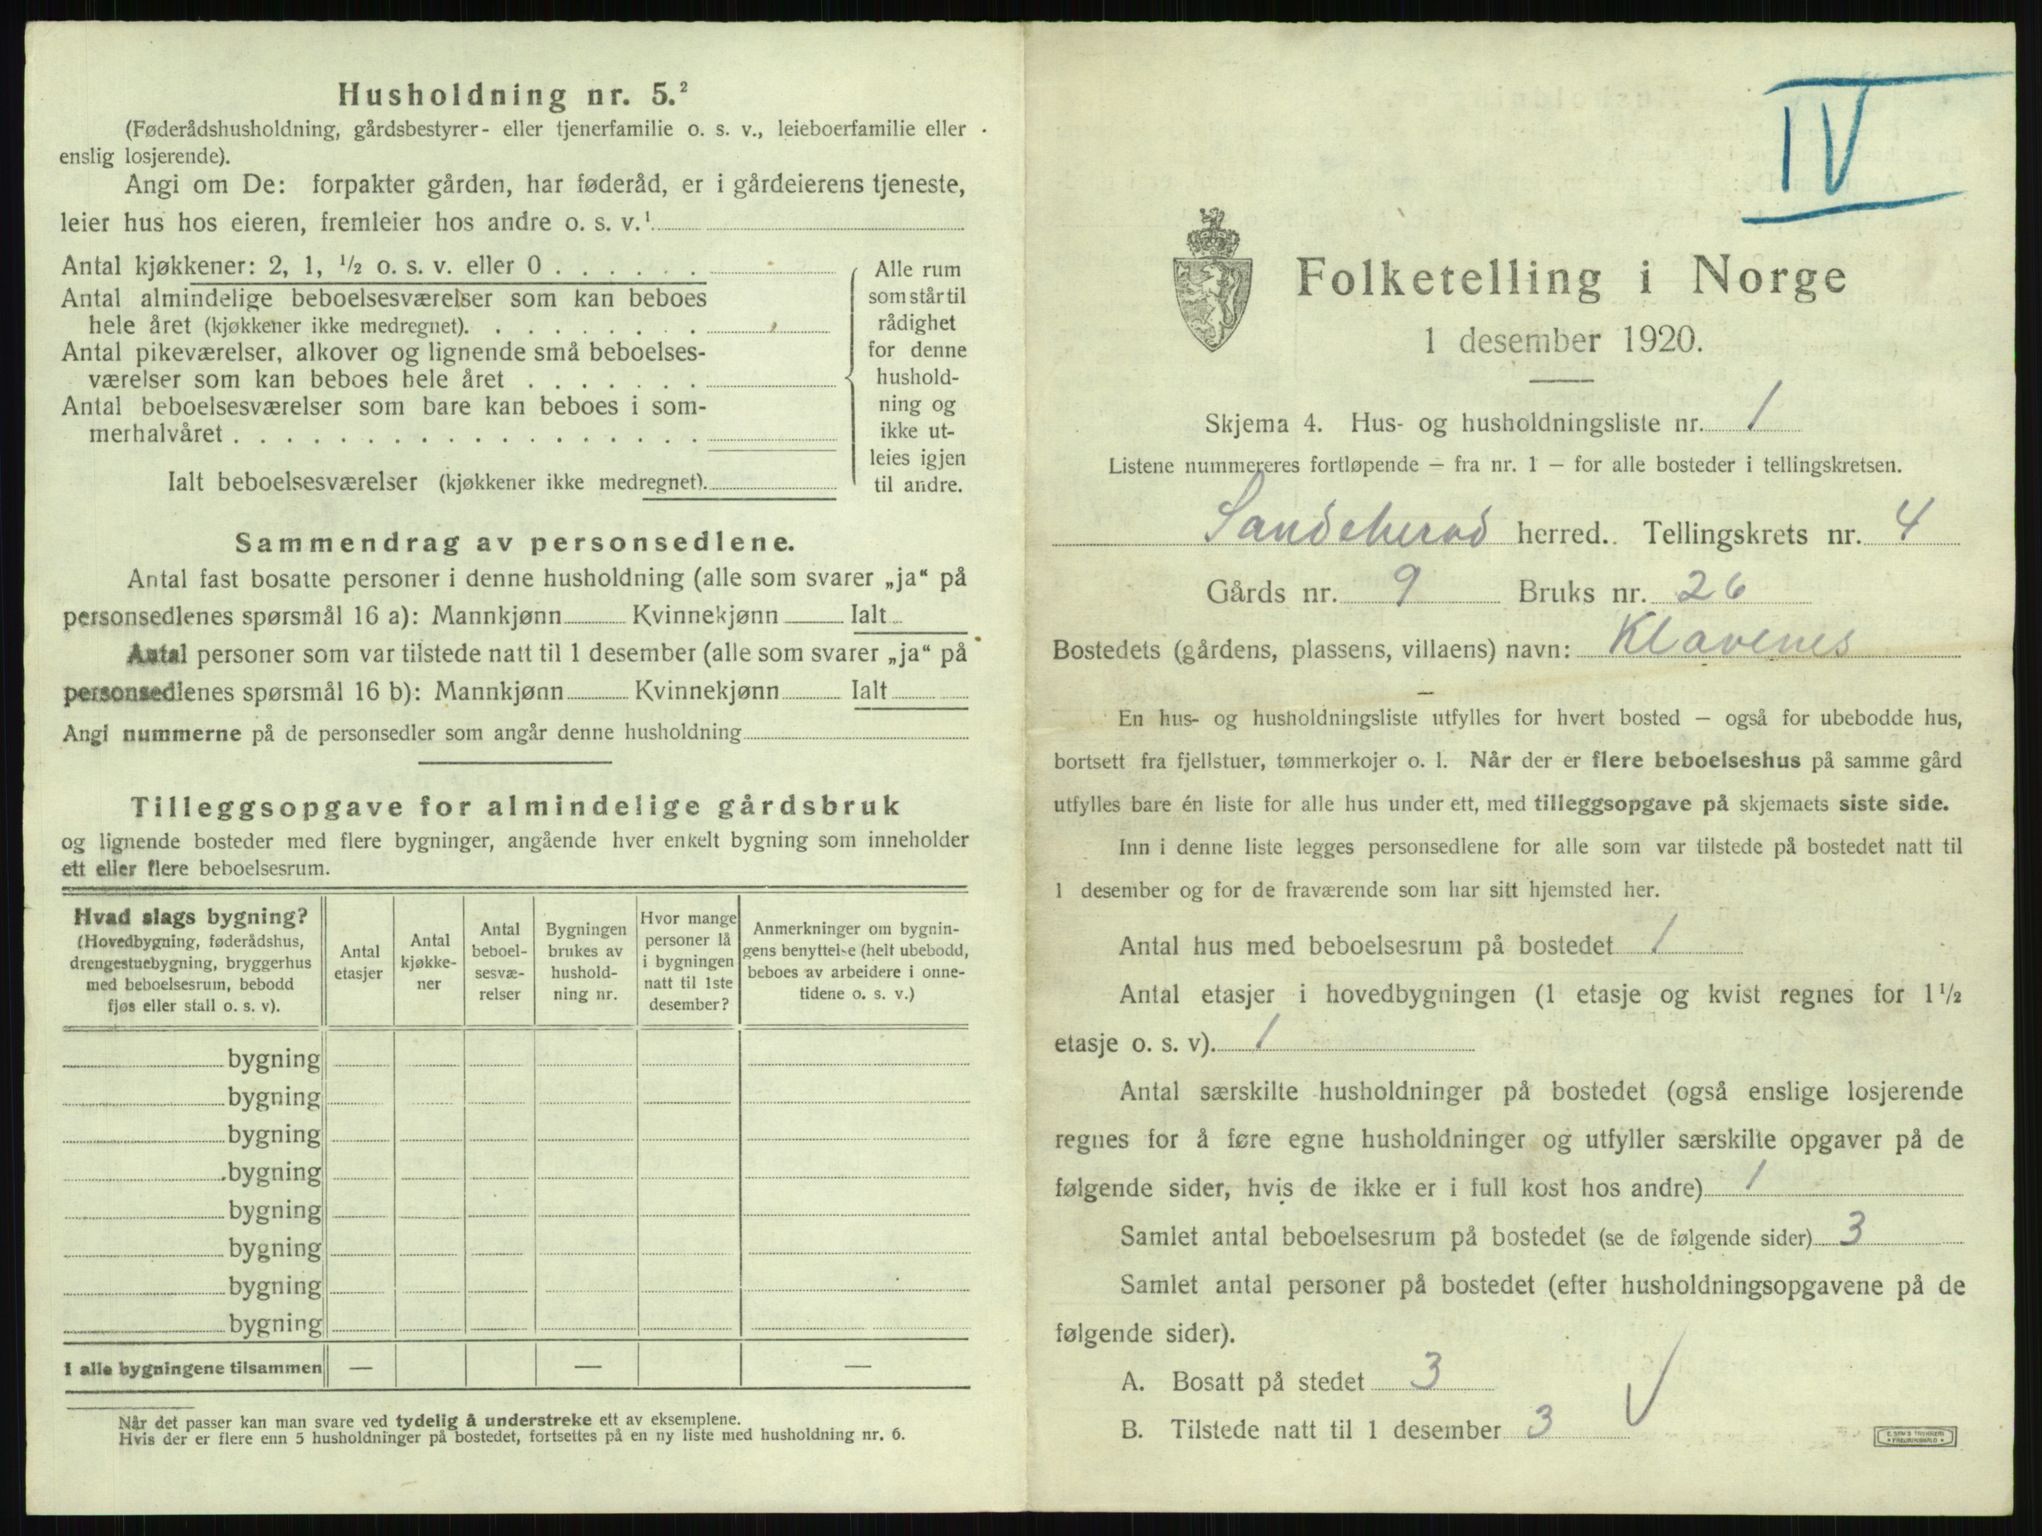 Husholdning nr. 5.²
(Føderådshusholdning, gårdsbestyrer- eller tjenerfamilie o. s. v., leieboerfamilie eller
enslig losjerende).
Angi om De: forpakter gården, har føderåd, er i gårdeierens tjeneste,
leier hus hos eieren, fremleier hos andre o. s. v.¹
Antal kjøkkener: 2, 1, ½ o. s. v. eller 0 . . . . . .
Antal almindelige beboelsesværelser som kan beboes
hele året (kjøkkener ikke medregnet). . . . . . . . .
Antal pikeværelser, alkover og lignende små beboelses-
værelser som kan beboes hele året . . . . . . .
Antal beboelsesværelser som bare kan beboes i som-
merhalvåret . . . . . . . . . . . . . . . . . .
Ialt beboelsesværelser (kjøkkener ikke medregnet).
Alle rum
som står til
rådighet
for denne
hushold-
ning og
ikke ut-
leies igjen
til andre.
Sammendrag av personsedlene.
Antal fast bosatte personer i denne husholdning (alle som svarer „ja“ på
personsedlenes spørsmål 16 a): Mannkjønn Kvinnekjønn Ialt
Antal personer som var tilstede natt til 1 desember (alle som svarer „ja“ på
personsedlenes spørsmål 16 b): Mannkjønn Kvinnekjønn Ialt
Angi nummerne på de personsedler som angår denne husholdning
Tilleggsopgave for almindelige gårdsbruk
og lignende bosteder med flere bygninger, angående hver enkelt bygning som inneholder
ett eller flere beboelsesrum.
Hvad slags bygning?
(Hovedbygning, føderådshus,
drengestuebygning, bryggerhus
med beboelsesrum, bebodd
fjøs eller stall o. s. v).
Antal
etasjer
Antal
kjøkke-
ner
Antal
beboel-
sesvæ-
relser
Bygningen
brukes av
hushold-
ning nr.
Hvor mange
personer lå
i bygningen
natt til 1ste
desember?
Anmerkninger om bygnin-
gens benyttelse (helt ubebodd,
beboes av arbeidere i onne-
tidene o. s. v.)
bygning
bygning
bygning
bygning
bygning
bygning
bygning
bygning
I alle bygningene tilsammen — — —
Når det passer kan man svare ved tydelig å understreke ett av eksemplene.
Hvis der er flere enn 5 husholdninger på bostedet, fortsettes på en ny liste med husholdning nr. 6.
IV
Folketelling i Norge
1 desember 1920.
Skjema 4. Hus- og husholdningsliste nr. 1
Listene nummereres fortløpende — fra nr. 1 — for alle bosteder i tellingskretsen.
Sandeherad herred. Tellingskrets nr. 4
Gårds nr. 9 Bruks nr. 26
Bostedets (gårdens, plassens, villaens) navn: Klavenes
En hus- og husholdningsliste utfylles for hvert bosted — også for ubebodde hus,
bortsett fra fjellstuer, tømmerkojer o. l. Når der er flere beboelseshus på samme gård
utfylles bare én liste for alle hus under ett, med tilleggsopgave på skjemaets siste side.
Inn i denne liste legges personsedlene for alle som var tilstede på bostedet natt til
1 desember og for de fraværende som har sitt hjemsted her.
Antal hus med beboelsesrum på bostedet 1
Antal etasjer i hovedbygningen (1 etasje og kvist regnes for 1½
etasje o. s. v). 1
Antal særskilte husholdninger på bostedet (også enslige losjerende
regnes for å føre egne husholdninger og utfyller særskilte opgaver på de
følgende sider, hvis de ikke er i full kost hos andre) 1
Samlet antal beboelsesrum på bostedet (se de følgende sider) 3
Samlet antal personer på bostedet (efter husholdningsopgavene på de
følgende sider).
A. Bosatt på stedet 3
B. Tilstede natt til 1 desember 3